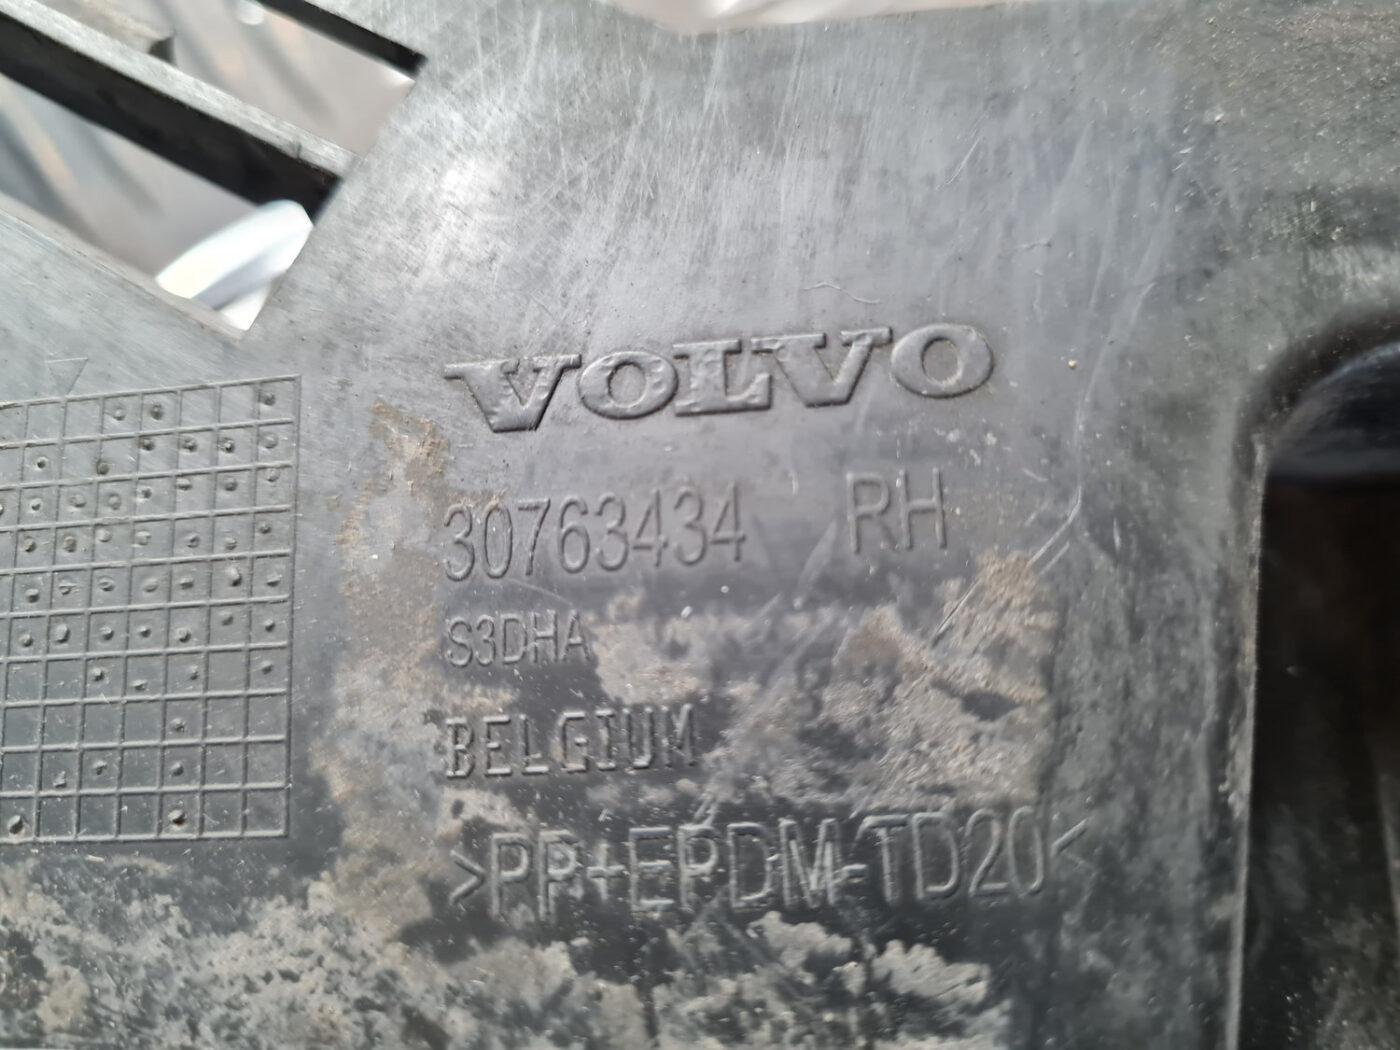 VOLVO
30763434 RH
S3DHA
BELGIUM
>PP+EPDM-TD20<